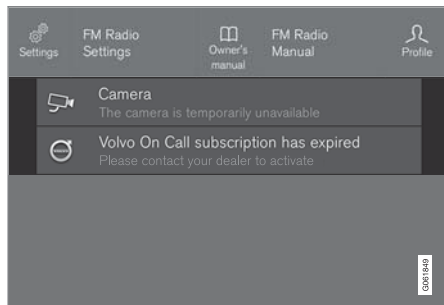 Settings
FM Radio
Settings
Owner's
manual
FM Radio
Manual
Profile
Camera
The camera is temporarily unavailable
Volvo On Call subscription has expired
Please contact your dealer to activate
G061849